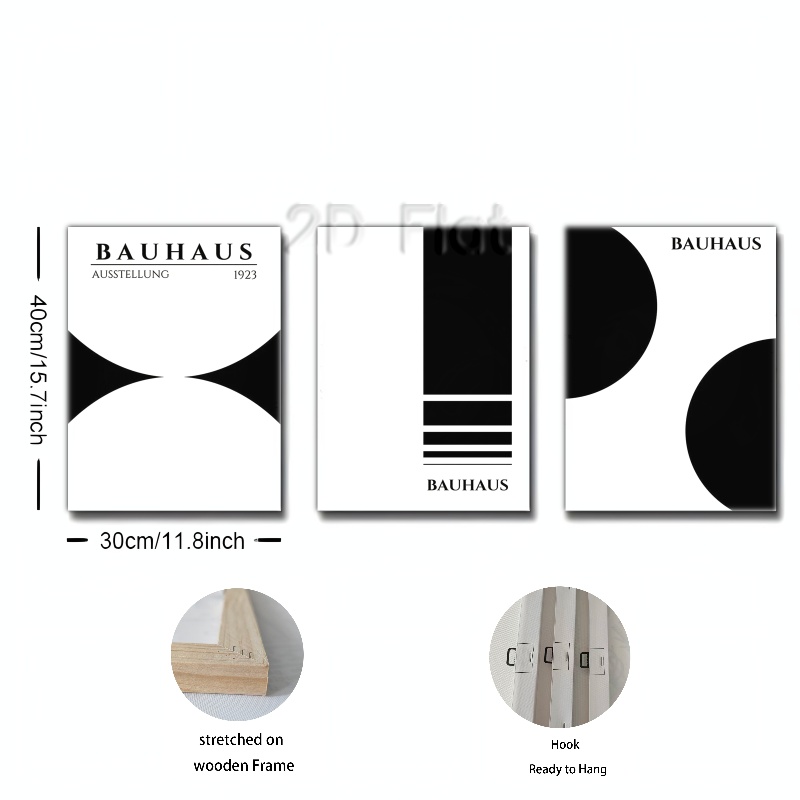 2D Flat
BAUHAUS
AUSSTELLUNG 1923
BAUHAUS
BAUHAUS
40cm/15.7inch
30cm/11.8inch
stretched on
wooden Frame
Hook
Ready to Hang